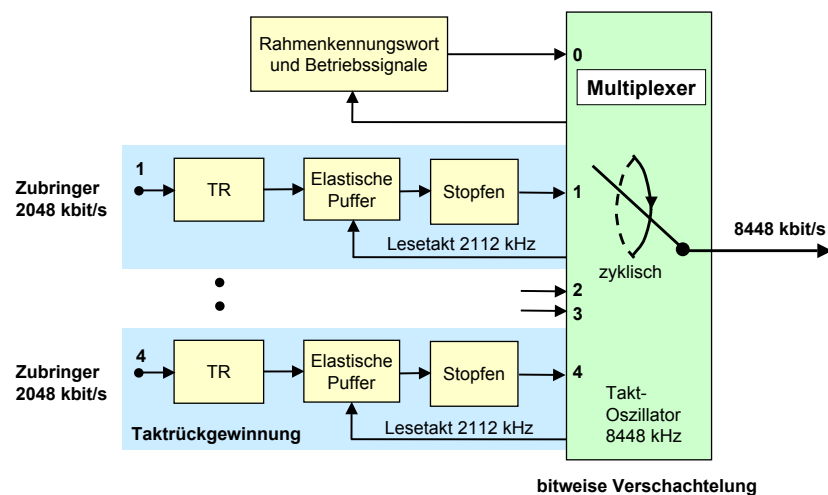 Rahmenkennungswort
und Betriebssignale
0
Multiplexer
Zubringer
2048 kbit/s
1
TR
Elastische
Puffer
Stopfen
1
Lesetakt 2112 kHz
zyklisch
8448 kbit/s
2
3
Zubringer
2048 kbit/s
4
TR
Elastische
Puffer
Stopfen
4
Taktrückgewinnung
Lesetakt 2112 kHz
Takt-
Oszillator
8448 kHz
bitweise Verschachtelung